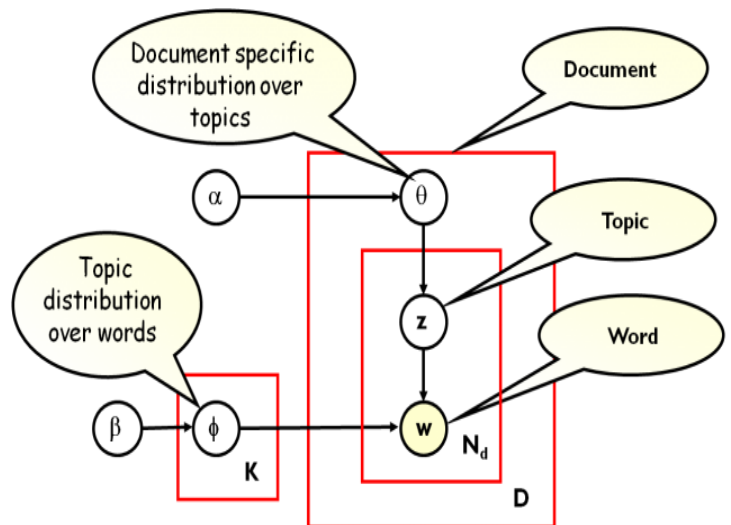 Document specific
distribution over
topics
Document
α
θ
Topic
Topic
distribution
over words
z
Word
β
ϕ
w
N_d
K
D